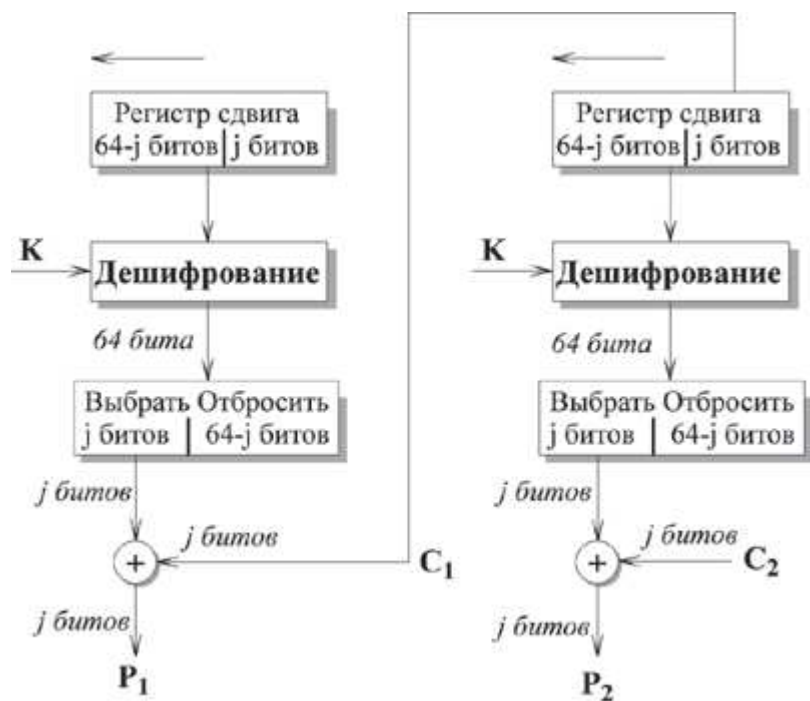 Регистр сдвига
64-j битов | j битов
K
Дешифрование
64 бита
Выбрать Отбросить
j битов | 64-j битов
j битов
j битов
+
C1
j битов
P1
Регистр сдвига
64-j битов | j битов
K
Дешифрование
64 бита
Выбрать Отбросить
j битов | 64-j битов
j битов
j битов
+
C2
j битов
P2